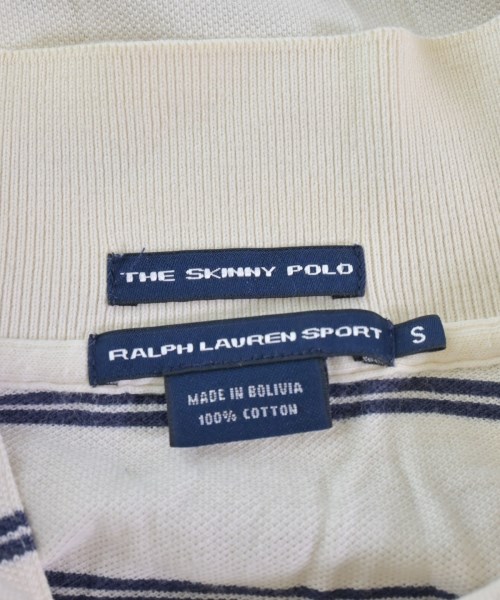 THE SKINNY POLO
RALPH LAUREN SPORT S
MADE IN BOLIVIA
100% COTTON